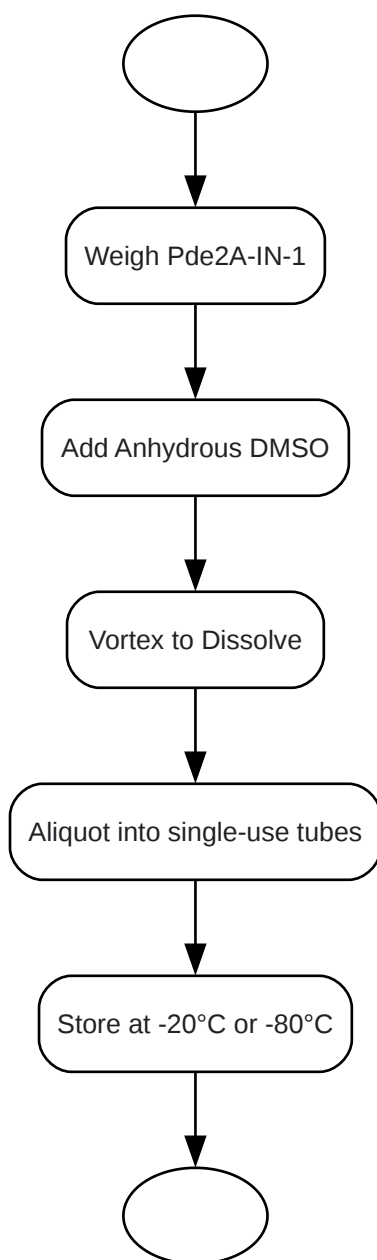 Weigh Pde2A-IN-1
Add Anhydrous DMSO
Vortex to Dissolve
Aliquot into single-use tubes
Store at -20°C or -80°C